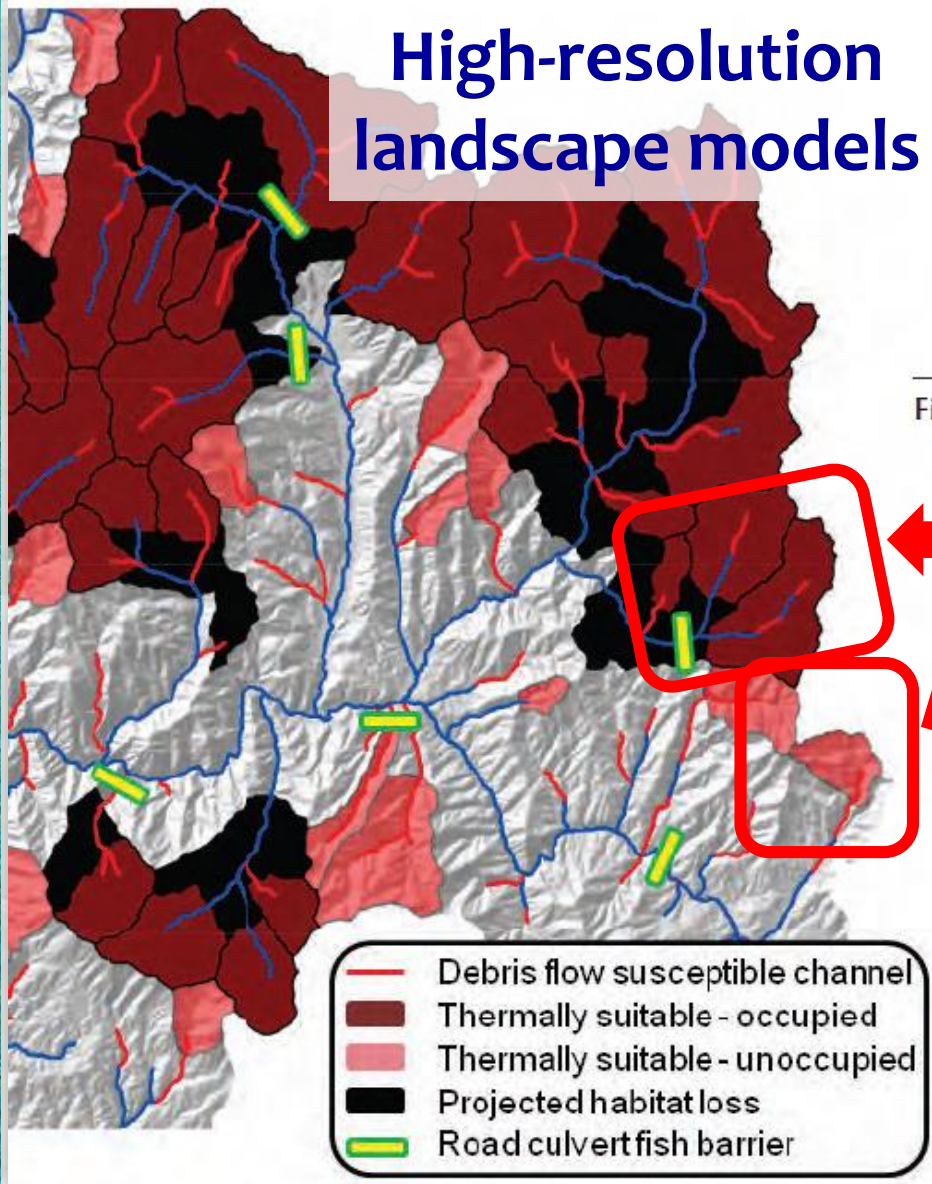 High-resolution
landscape models
Fi
Debris flow susceptible channel
Thermally suitable - occupied
Thermally suitable - unoccupied
Projected habitat loss
Road culvert fish barrier